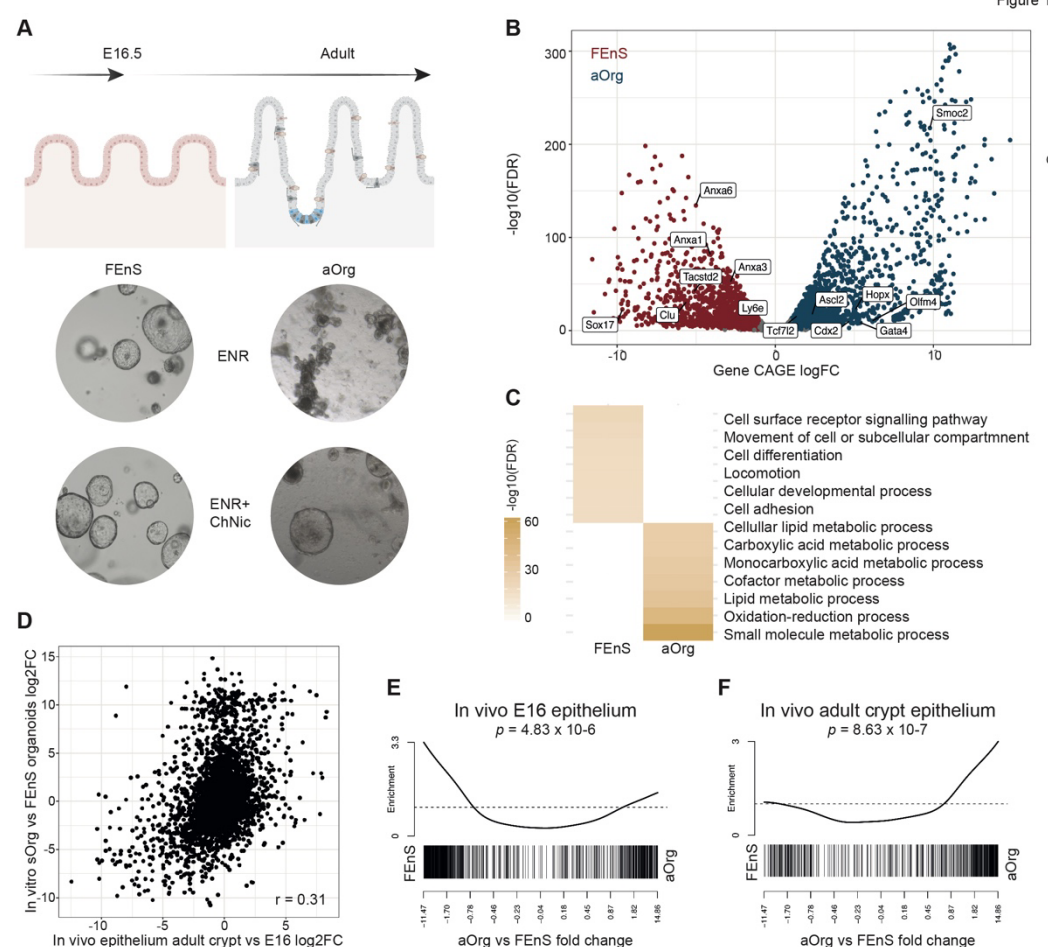 Figure 1
A
E16.5
Adult
FEnS
aOrg
ENR
ENR+
ChNic
B
FEnS
aOrg
-log10(FDR)
300
200
100
0
Smoc2
Anxa6
Anxa1
Anxa3
Tacstd2
Clu
Ly6e
Sox17
Ascl2
Hopx
Olfm4
Tcf7l2
Cdx2
Gata4
-10
0
10
Gene CAGE logFC
C
-log10(FDR)
60
30
0
Cell surface receptor signalling pathway
Movement of cell or subcellular compartmnent
Cell differentiation
Locomotion
Cellular developmental process
Cell adhesion
Cellullar lipid metabolic process
Carboxylic acid metabolic process
Monocarboxylic acid metabolic process
Cofactor metabolic process
Lipid metabolic process
Oxidation-reduction process
Small molecule metabolic process
FEnS
aOrg
D
In vitro sOrg vs FEnS organoids log2FC
15
10
5
0
-5
-10
r = 0.31
-10
-5
0
5
In vivo epithelium adult crypt vs E16 log2FC
E
In vivo E16 epithelium
p = 4.83 x 10-6
Enrichment
3.3
0
FEnS
aOrg
-11.47
-1.70
-0.78
-0.46
-0.23
-0.04
0.18
0.45
0.87
1.82
14.86
aOrg vs FEnS fold change
F
In vivo adult crypt epithelium
p = 8.63 x 10-7
Enrichment
3
0
FEnS
aOrg
-11.47
-1.70
-0.78
-0.46
-0.23
-0.04
0.18
0.45
0.87
1.82
14.86
aOrg vs FEnS fold change